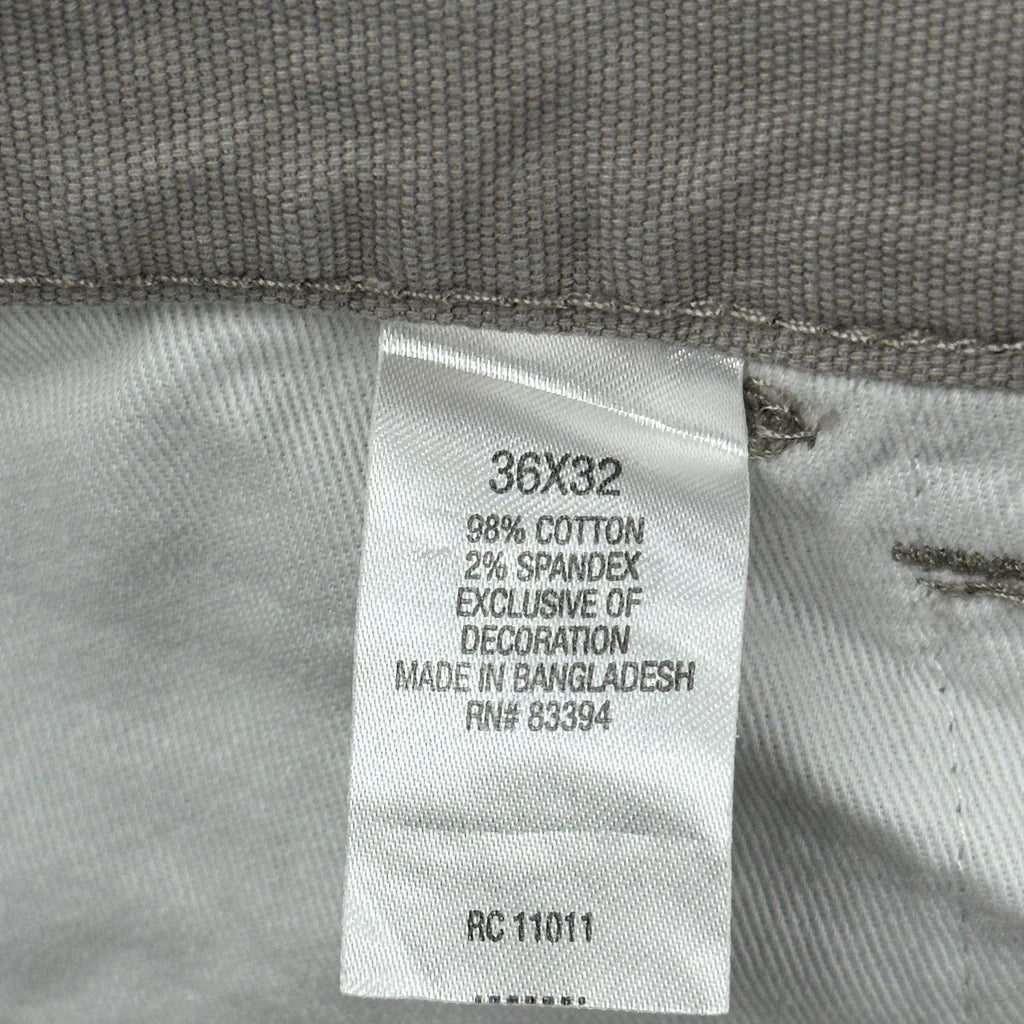 36X32
98% COTTON
2% SPANDEX
EXCLUSIVE OF
DECORATION
MADE IN BANGLADESH
RN# 83394
RC 11011